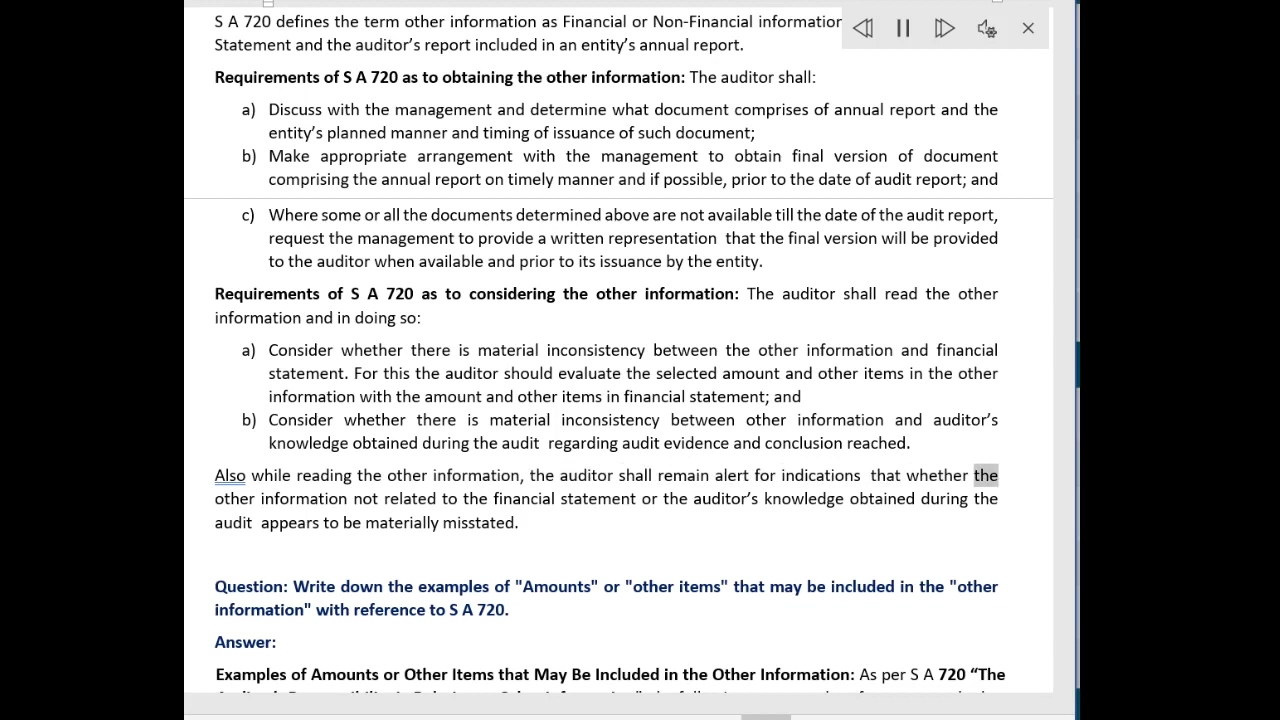 S A 720 defines the term other information as Financial or Non-Financial information
Statement and the auditor's report included in an entity's annual report.
Requirements of S A 720 as to obtaining the other information: The auditor shall:
a) Discuss with the management and determine what document comprises of annual report and the
entity's planned manner and timing of issuance of such document;
b) Make appropriate arrangement with the management to obtain final version of document
comprising the annual report on timely manner and if possible, prior to the date of audit report; and
c) Where some or all the documents determined above are not available till the date of the audit report,
request the management to provide a written representation that the final version will be provided
to the auditor when available and prior to its issuance by the entity.
Requirements of S A 720 as to considering the other information: The auditor shall read the other
information and in doing so:
a) Consider whether there is material inconsistency between the other information and financial
statement. For this the auditor should evaluate the selected amount and other items in the other
information with the amount and other items in financial statement; and
b) Consider whether there is material inconsistency between other information and auditor's
knowledge obtained during the audit regarding audit evidence and conclusion reached.
Also while reading the other information, the auditor shall remain alert for indications that whether the
other information not related to the financial statement or the auditor's knowledge obtained during the
audit appears to be materially misstated.
Question: Write down the examples of "Amounts" or "other items" that may be included in the "other
information" with reference to S A 720.
Answer:
Examples of Amounts or Other Items that May Be Included in the Other Information: As per S A 720 “The